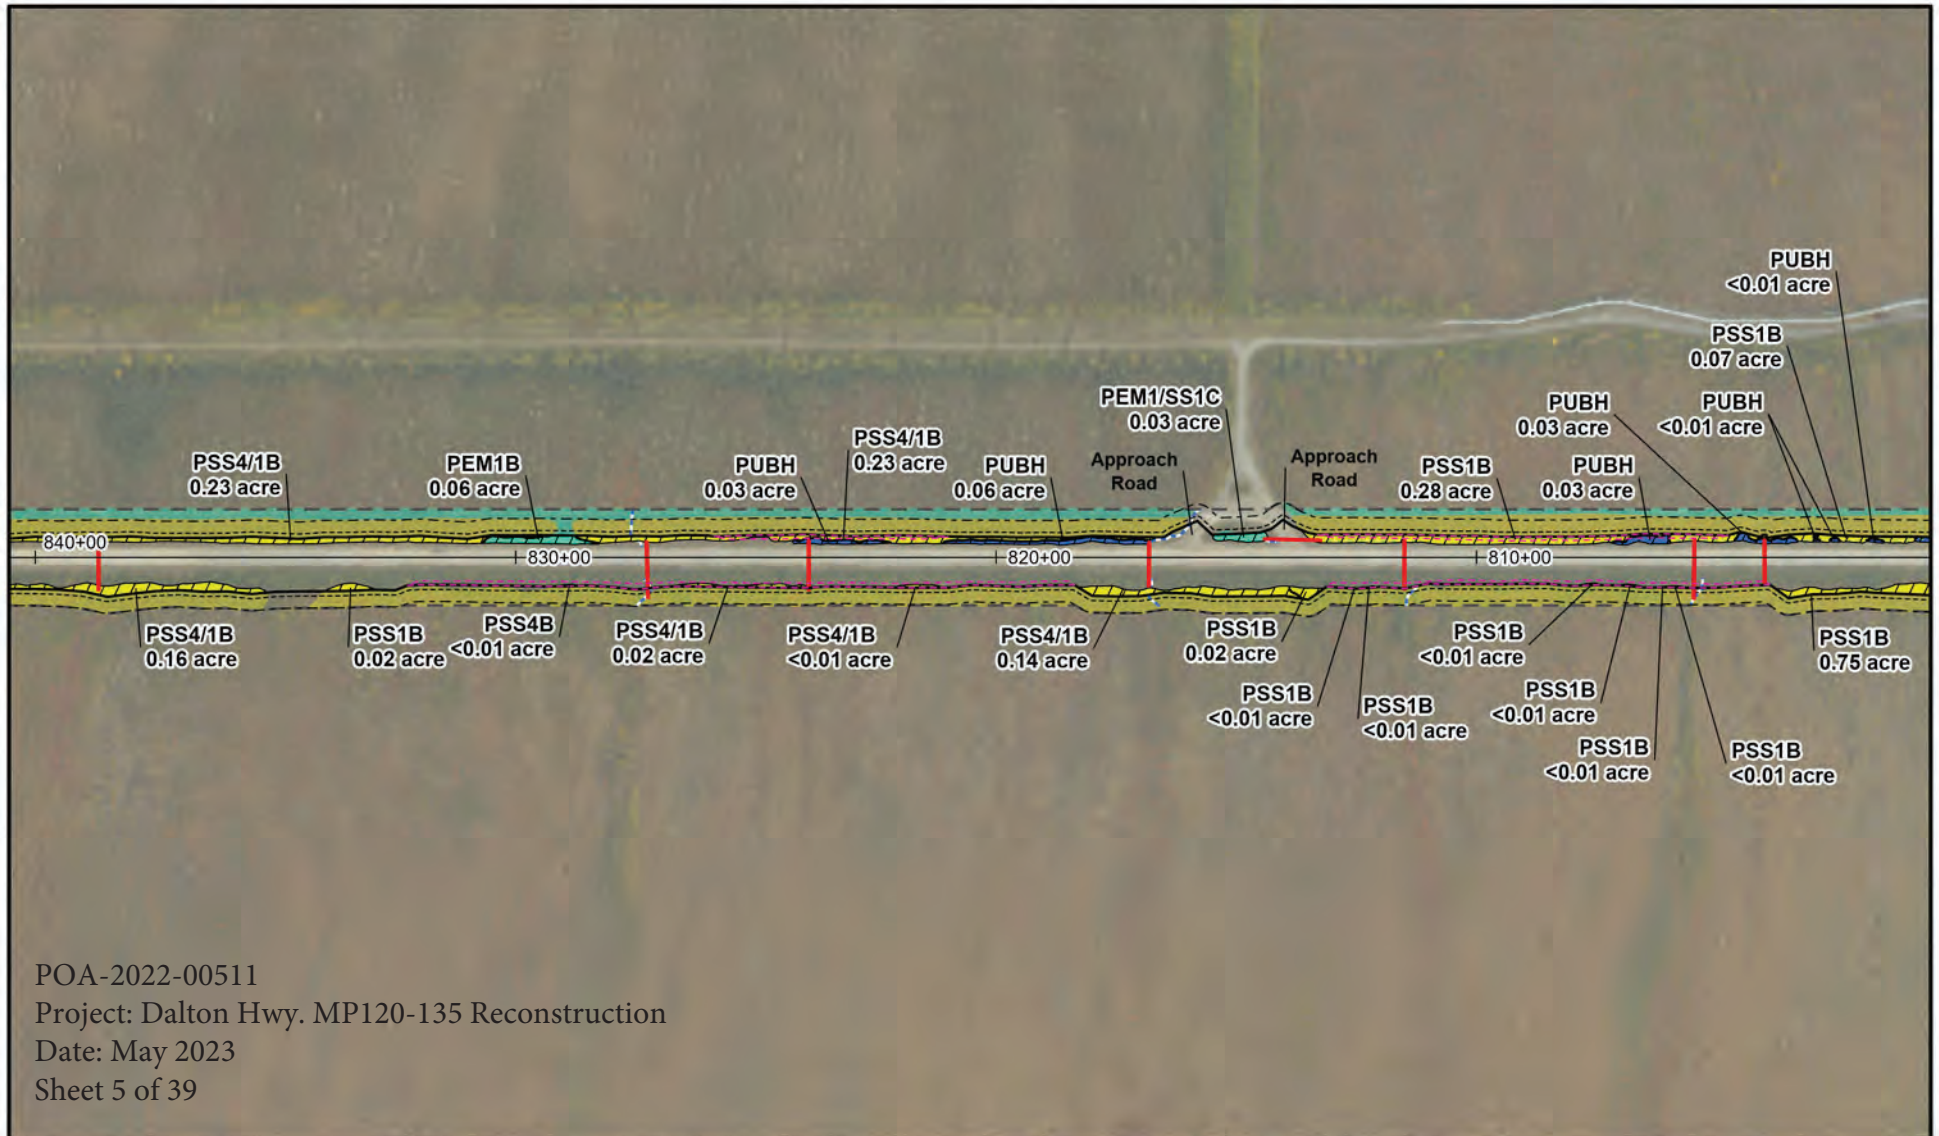 PUBH
<0.01 acre
PSS1B
0.07 acre
PUBH
<0.01 acre
PUBH
0.03 acre
PEM1/SS1C
0.03 acre
PSS4/1B
0.23 acre
PEM1B
0.06 acre
PUBH
0.03 acre
PSS4/1B
0.23 acre
PUBH
0.06 acre
Approach
Road
Approach
Road
PSS1B
0.28 acre
PUBH
0.03 acre
840+00
830+00
820+00
810+00
PSS4/1B
0.16 acre
PSS1B
0.02 acre
PSS4B
<0.01 acre
PSS4/1B
0.02 acre
PSS4/1B
<0.01 acre
PSS4/1B
0.14 acre
PSS1B
0.02 acre
PSS1B
<0.01 acre
PSS1B
0.75 acre
PSS1B
<0.01 acre
PSS1B
<0.01 acre
PSS1B
<0.01 acre
PSS1B
<0.01 acre
PSS1B
<0.01 acre
POA-2022-00511
Project: Dalton Hwy. MP120-135 Reconstruction
Date: May 2023
Sheet 5 of 39